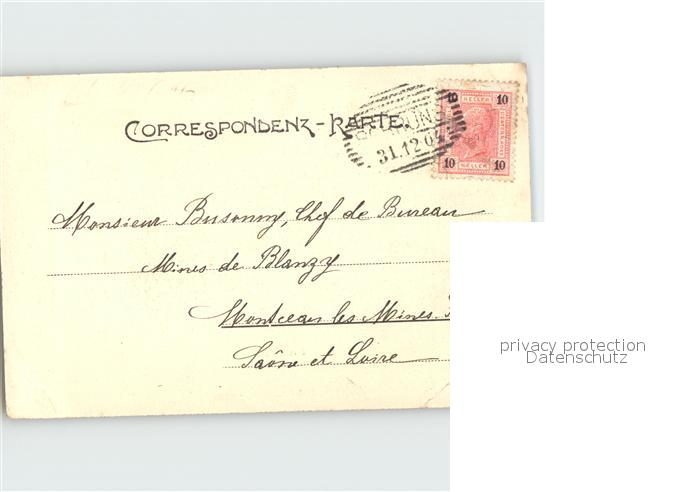 CORRESPONDENZ-KARTE
31.12.04
10 HELLER 10
10 HELLER 10
Monsieur Busonny, Chef de Bureau
Mines de Blanzy
Montceau les Mines
Saône et Loire
privacy protection
Datenschutz